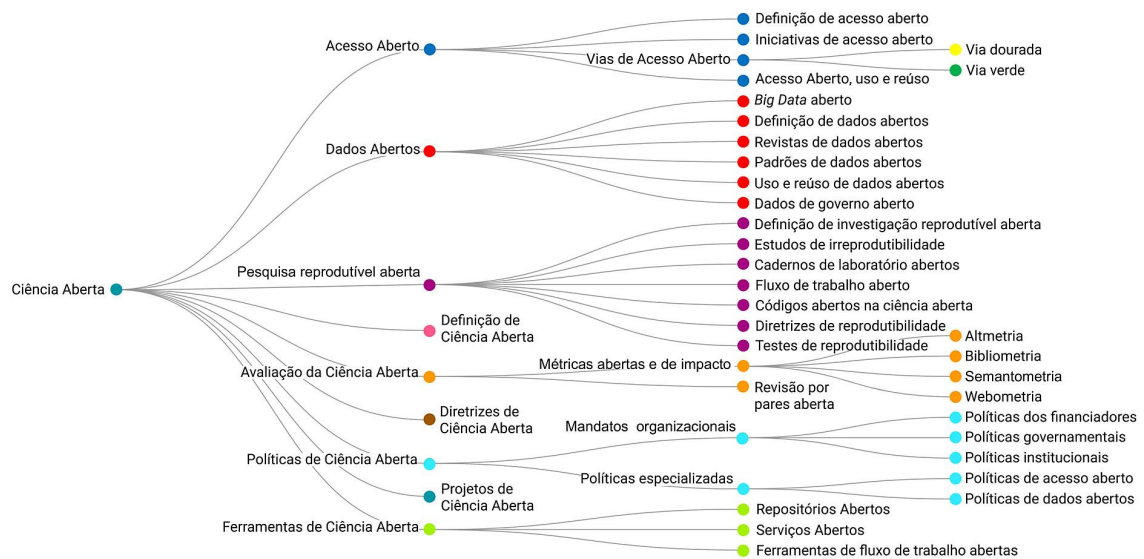 Ciência Aberta
Acesso Aberto
Definição de acesso aberto
Iniciativas de acesso aberto
Vias de Acesso Aberto
Via dourada
Via verde
Acesso Aberto, uso e reúso
Dados Abertos
Big Data aberto
Definição de dados abertos
Revistas de dados abertos
Padrões de dados abertos
Uso e reúso de dados abertos
Dados de governo aberto
Pesquisa reprodutível aberta
Definição de investigação reprodutível aberta
Estudos de irreprodutibilidade
Cadernos de laboratório abertos
Fluxo de trabalho aberto
Códigos abertos na ciência aberta
Diretrizes de reprodutibilidade
Testes de reprodutibilidade
Definição de
Ciência Aberta
Avaliação da Ciência Aberta
Métricas abertas e de impacto
Altmetria
Bibliometria
Semantometria
Webometria
Revisão por
pares aberta
Diretrizes de
Ciência Aberta
Políticas de Ciência Aberta
Mandatos organizacionais
Políticas dos financiadores
Políticas governamentais
Políticas institucionais
Políticas especializadas
Políticas de acesso aberto
Políticas de dados abertos
Projetos de
Ciência Aberta
Ferramentas de Ciência Aberta
Repositórios Abertos
Serviços Abertos
Ferramentas de fluxo de trabalho abertas